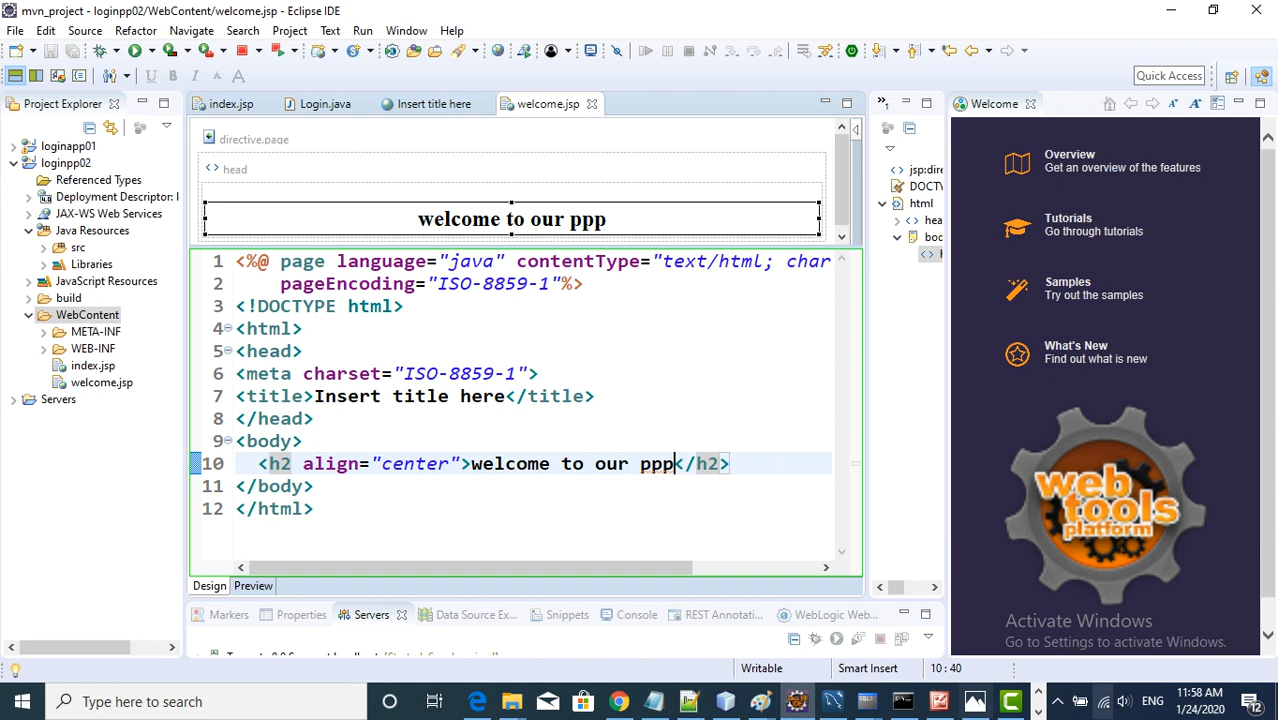 mvn_project - loginpp02/WebContent/welcome.jsp - Eclipse IDE
File Edit Source Refactor Navigate Search Project Text Run Window Help
Quick Access
Project Explorer
index.jsp
Login.java
Insert title here
welcome.jsp
Welcome
loginapp01
loginpp02
Referenced Types
Deployment Descriptor: l
JAX-WS Web Services
Java Resources
src
Libraries
JavaScript Resources
build
WebContent
META-INF
WEB-INF
index.jsp
welcome.jsp
Servers
directive.page
head
welcome to our ppp
1 <%@ page language="java" contentType="text/html; char
2 pageEncoding="ISO-8859-1"%>
3 <!DOCTYPE html>
4 <html>
5 <head>
6 <meta charset="ISO-8859-1">
7 <title>Insert title here</title>
8 </head>
9 <body>
10 <h2 align="center">welcome to our ppp</h2>
11 </body>
12 </html>
Design Preview
jsp:dire
DOCTY
html
hea
boc
Overview
Get an overview of the features
Tutorials
Go through tutorials
Samples
Try out the samples
What's New
Find out what is new
web
tools
platform
Activate Windows
Go to Settings to activate Windows.
Markers Properties Servers Data Source Ex... Snippets Console REST Annotati... WebLogic Web...
Writable Smart Insert 10 : 40
Type here to search
ENG
11:58 AM
1/24/2020
12